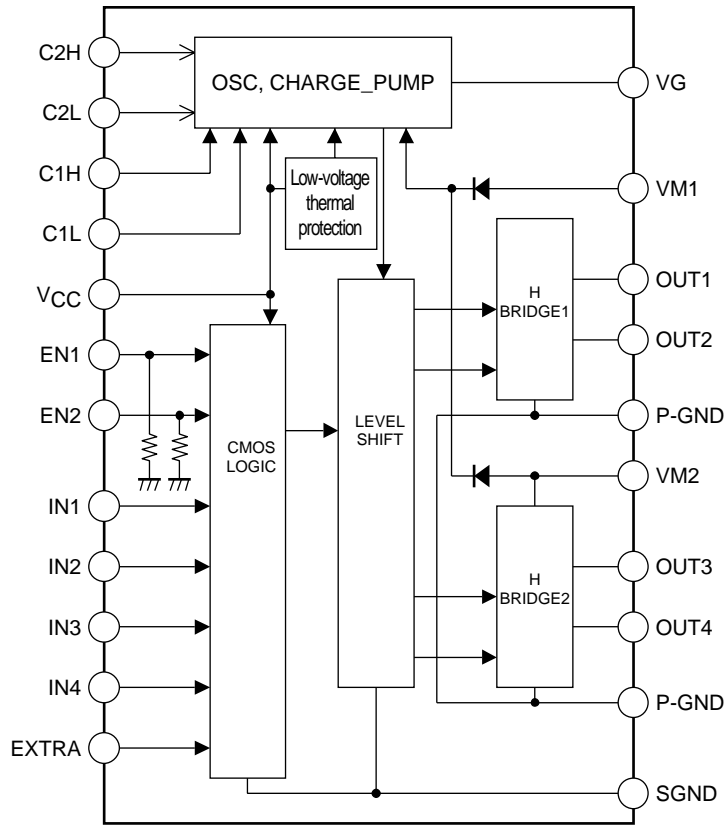 C2H
C2L
C1H
C1L
VCC
EN1
EN2
IN1
IN2
IN3
IN4
EXTRA
OSC, CHARGE_PUMP
Low-voltage
thermal
protection
CMOS
LOGIC
LEVEL
SHIFT
H
BRIDGE1
H
BRIDGE2
VG
VM1
OUT1
OUT2
P-GND
VM2
OUT3
OUT4
P-GND
SGND